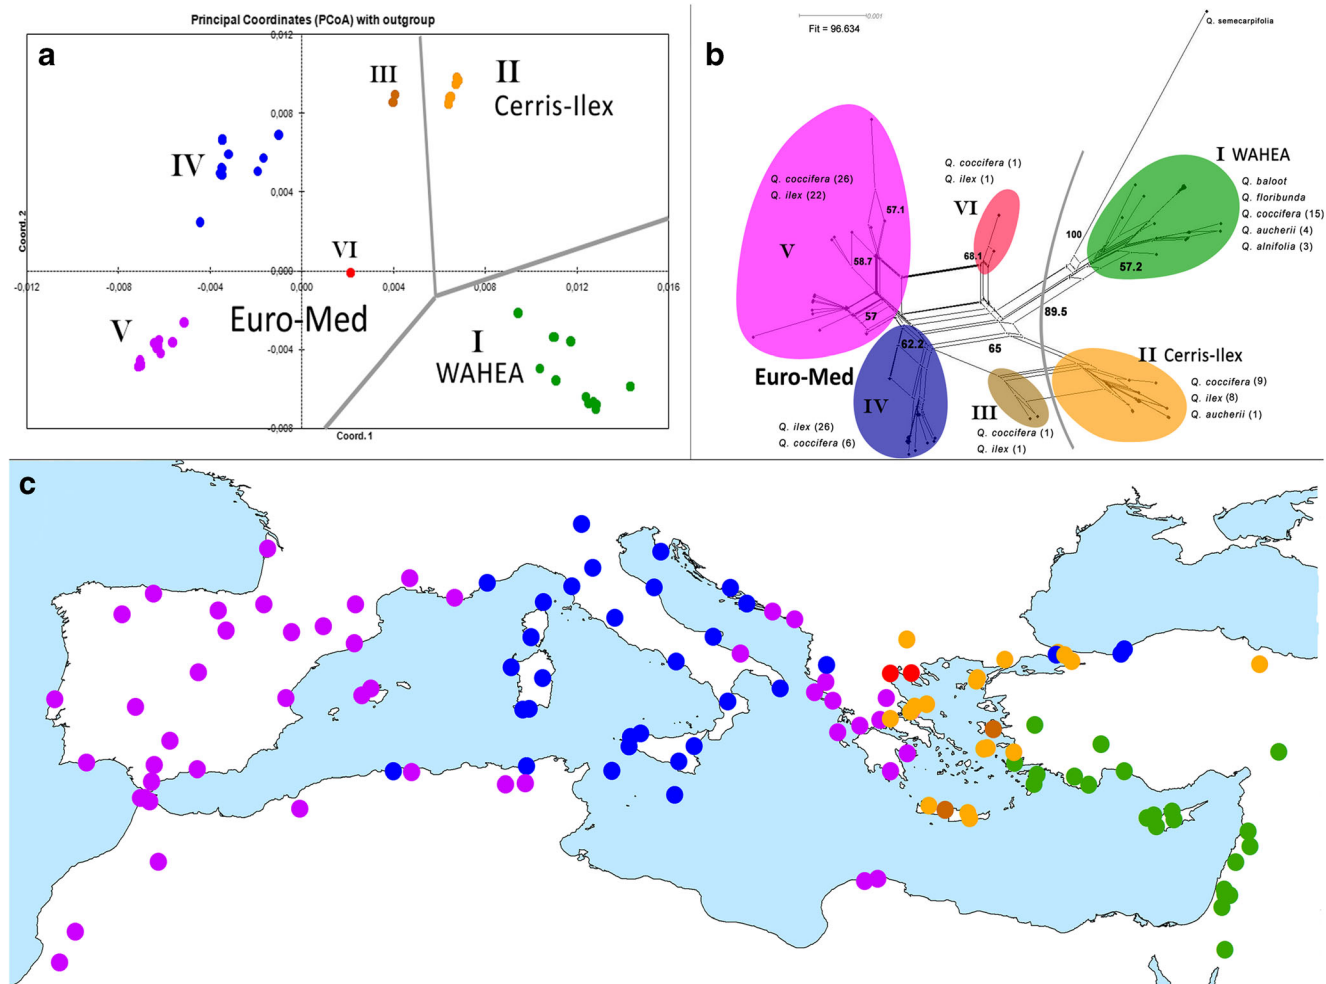 a
Principal Coordinates (PCoA) with outgroup
0,012
0,008
0,004
0,000
-0,004
-0,008
-0,012
-0,008
-0,004
0,004
0,008
0,012
0,016
Coord. 2
Coord. 1
III
II
Cerris-Ilex
IV
VI
Euro-Med
V
I
WAHEA
b
0,001
Fit = 96.634
Q. semecarpifolia
I WAHEA
Q. baloot
Q. floribunda
Q. coccifera (15)
Q. aucherii (4)
Q. alnifolia (3)
Q. coccifera (1)
Q. ilex (1)
VI
Q. coccifera (26)
Q. ilex (22)
V
57.1
58.7
68.1
100
57.2
57
89.5
62.2
65
Euro-Med
II Cerris-Ilex
Q. coccifera (9)
Q. ilex (8)
Q. aucherii (1)
IV
III
Q. ilex (26)
Q. coccifera (6)
Q. coccifera (1)
Q. ilex (1)
c